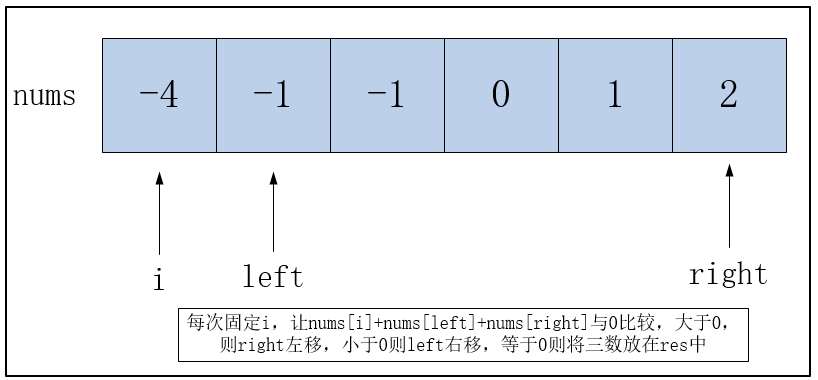 nums -4 -1 -1 0 1 2
i left right
每次固定i，让nums[i]+nums[left]+nums[right]与0比较，大于0，
则right左移，小于0则left右移，等于0则将三数放在res中